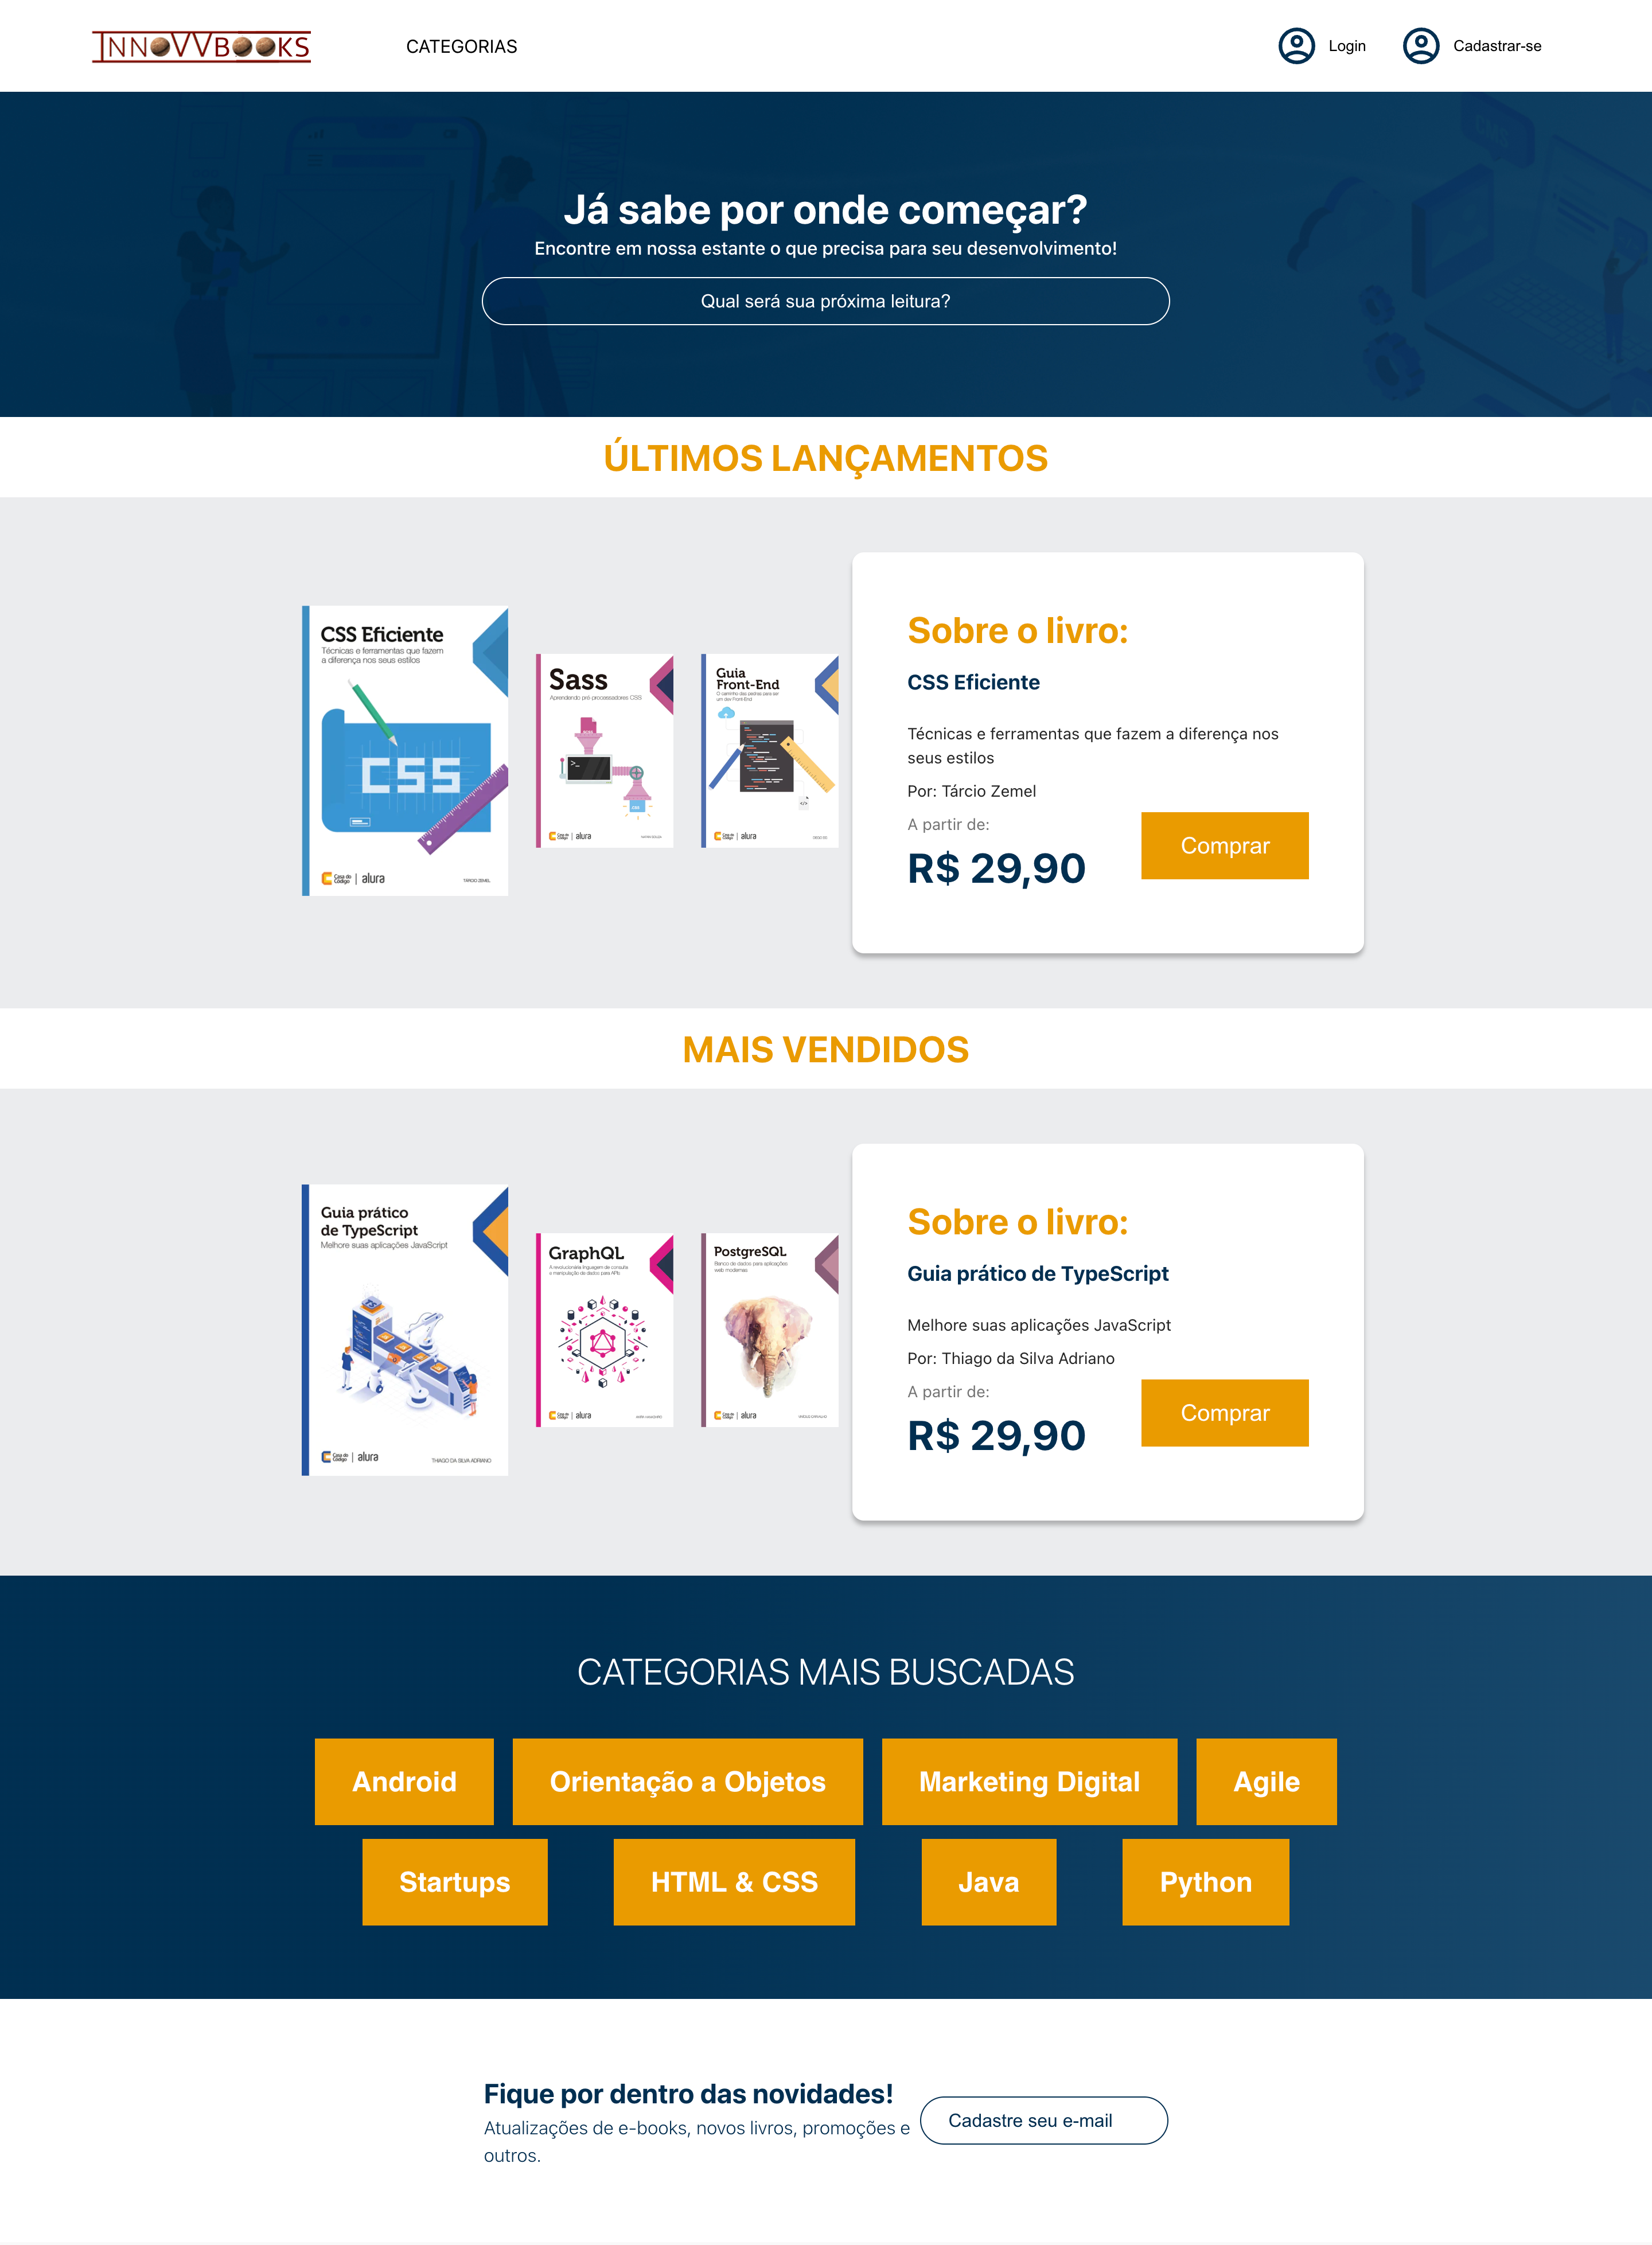 INNOVVBOOKS
CATEGORIAS
Login
Cadastrar-se
Já sabe por onde começar?
Encontre em nossa estante o que precisa para seu desenvolvimento!
Qual será sua próxima leitura?
ÚLTIMOS LANÇAMENTOS
CSS Eficiente
Técnicas e ferramentas que fazem
a diferença nos seus estilos
CSS
Casa do Código | alura
TÁRCIO ZEMEL
Sass
Aprendendo pré-processadores CSS
Casa do Código | alura
Guia
Front-End
O caminho das pedras para ser
um dev Front-End
Casa do Código | alura
Sobre o livro:
CSS Eficiente
Técnicas e ferramentas que fazem a diferença nos
seus estilos
Por: Tárcio Zemel
A partir de:
R$ 29,90
Comprar
MAIS VENDIDOS
Guia prático
de TypeScript
Melhore suas aplicações JavaScript
TS
Casa do Código | alura
THIAGO DA SILVA ADRIANO
GraphQL
A revolucionária linguagem de consulta
e manipulação de dados para APIs
Casa do Código | alura
PostgreSQL
Banco de dados para aplicações
web modernas
Casa do Código | alura
Sobre o livro:
Guia prático de TypeScript
Melhore suas aplicações JavaScript
Por: Thiago da Silva Adriano
A partir de:
R$ 29,90
Comprar
CATEGORIAS MAIS BUSCADAS
Android
Orientação a Objetos
Marketing Digital
Agile
Startups
HTML & CSS
Java
Python
Fique por dentro das novidades!
Atualizações de e-books, novos livros, promoções e
outros.
Cadastre seu e-mail